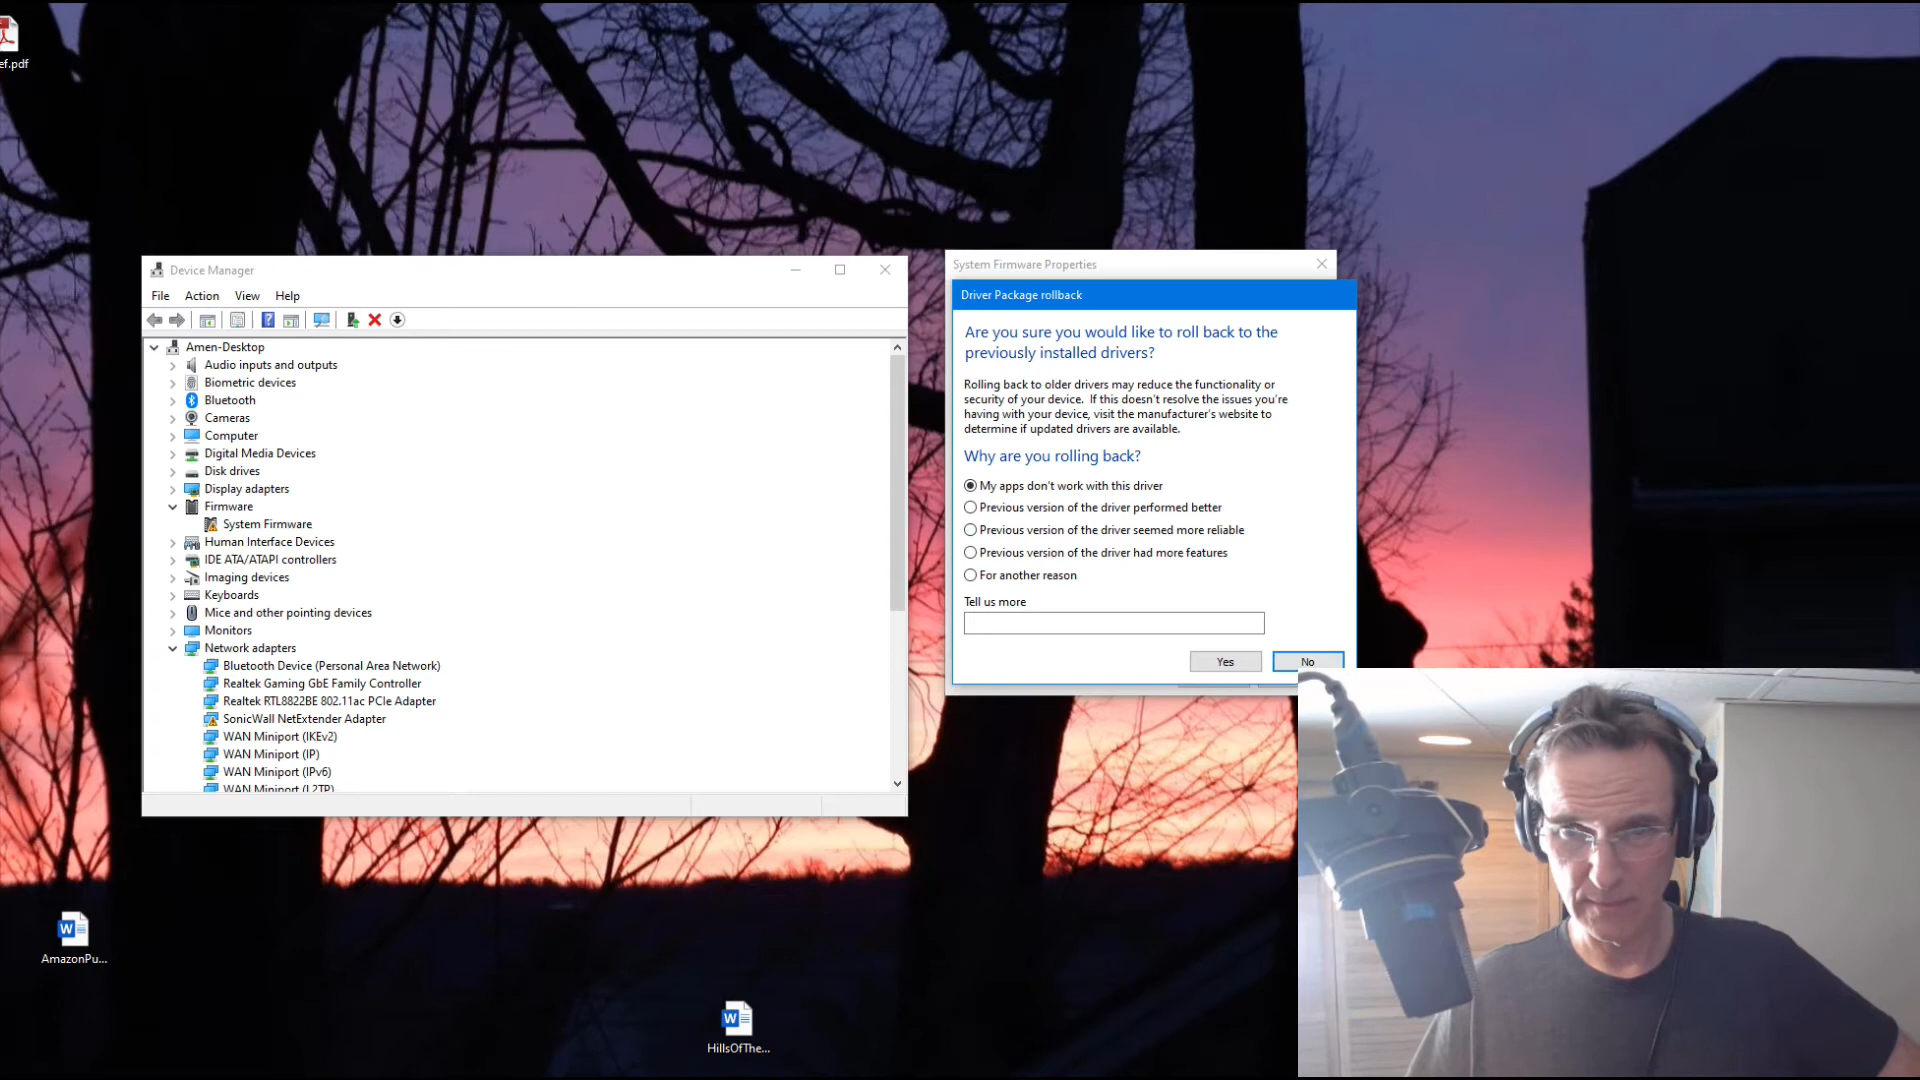 ef.pdf
Device Manager
File Action View Help
Amen-Desktop
Audio inputs and outputs
Biometric devices
Bluetooth
Cameras
Computer
Digital Media Devices
Disk drives
Display adapters
Firmware
System Firmware
Human Interface Devices
IDE ATA/ATAPI controllers
Imaging devices
Keyboards
Mice and other pointing devices
Monitors
Network adapters
Bluetooth Device (Personal Area Network)
Realtek Gaming GbE Family Controller
Realtek RTL8822BE 802.11ac PCIe Adapter
SonicWall NetExtender Adapter
WAN Miniport (IKEv2)
WAN Miniport (IP)
WAN Miniport (IPv6)
WAN Miniport (L2TP)
System Firmware Properties
Driver Package rollback
Are you sure you would like to roll back to the
previously installed drivers?
Rolling back to older drivers may reduce the functionality or
security of your device. If this doesn't resolve the issues you're
having with your device, visit the manufacturer's website to
determine if updated drivers are available.
Why are you rolling back?
My apps don't work with this driver
Previous version of the driver performed better
Previous version of the driver seemed more reliable
Previous version of the driver had more features
For another reason
Tell us more
Yes No
AmazonPu...
HillsOfThe...